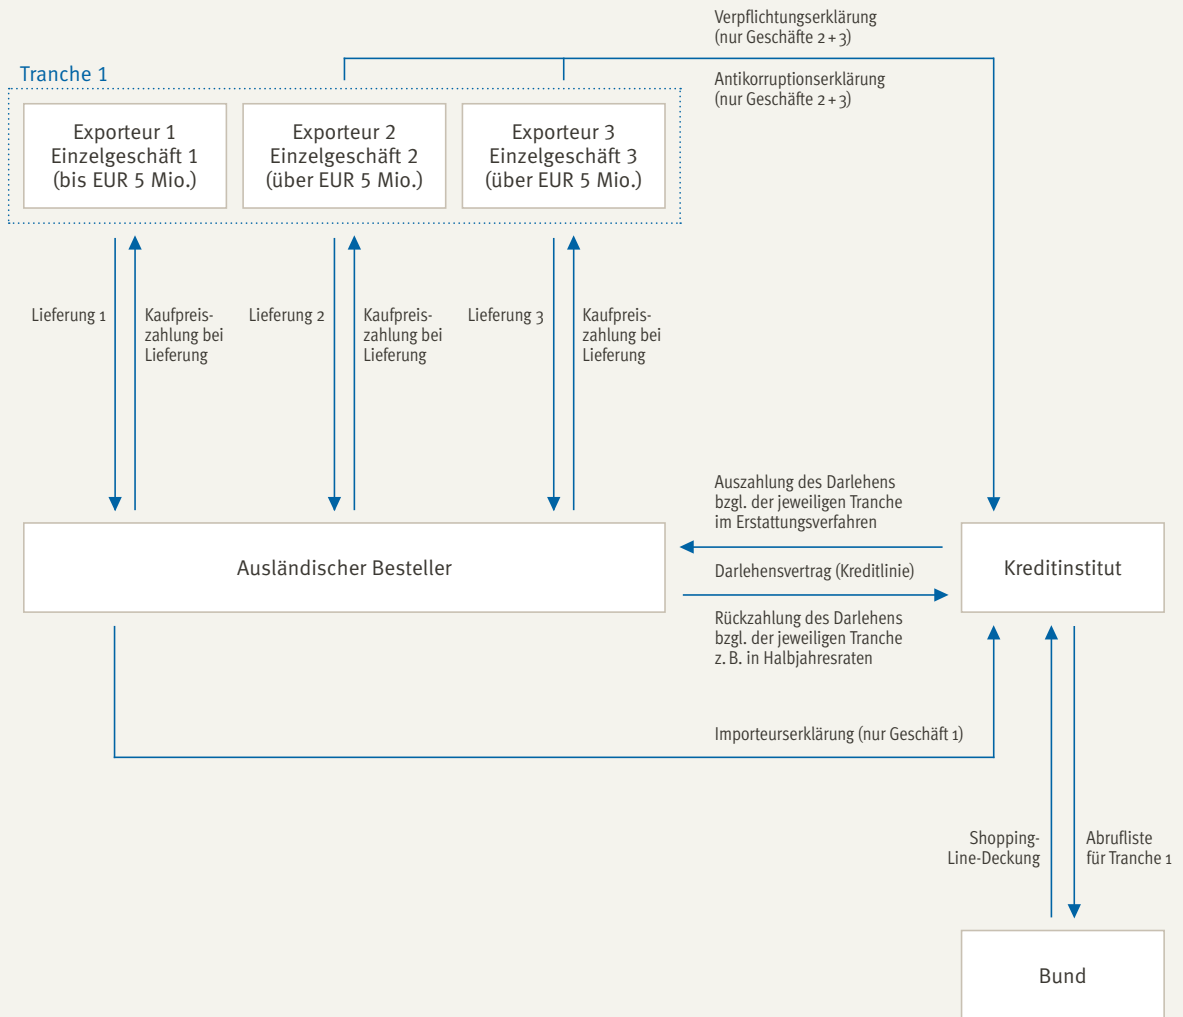 Verpflichtungserklärung
(nur Geschäfte 2 + 3)
Tranche 1
Antikorruptionserklärung
(nur Geschäfte 2 + 3)
Exporteur 1
Einzelgeschäft 1
(bis EUR 5 Mio.)
Exporteur 2
Einzelgeschäft 2
(über EUR 5 Mio.)
Exporteur 3
Einzelgeschäft 3
(über EUR 5 Mio.)
Lieferung 1
Kaufpreis-
zahlung bei
Lieferung
Lieferung 2
Kaufpreis-
zahlung bei
Lieferung
Lieferung 3
Kaufpreis-
zahlung bei
Lieferung
Auszahlung des Darlehens
bzgl. der jeweiligen Tranche
im Erstattungsverfahren
Ausländischer Besteller
Darlehensvertrag (Kreditlinie)
Kreditinstitut
Rückzahlung des Darlehens
bzgl. der jeweiligen Tranche
z. B. in Halbjahresraten
Importeurserklärung (nur Geschäft 1)
Shopping-
Line-Deckung
Abrufliste
für Tranche 1
Bund